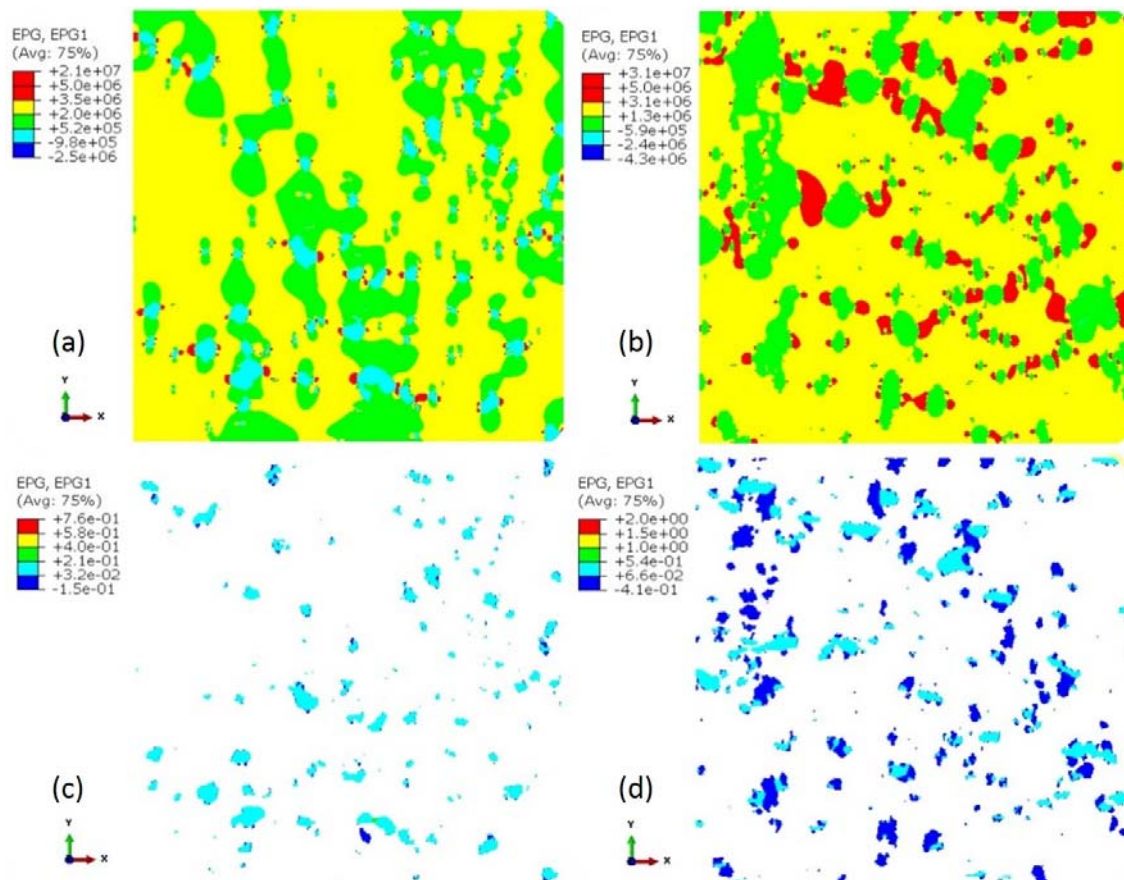 EPG, EPG1
(Avg: 75%)
+2.1e+07
+5.0e+06
+3.5e+06
+2.0e+06
+5.2e+05
-9.8e+05
-2.5e+06
(a)
Y
X
EPG, EPG1
(Avg: 75%)
+3.1e+07
+5.0e+06
+3.1e+06
+1.3e+06
-5.9e+05
-2.4e+06
-4.3e+06
(b)
Y
X
EPG, EPG1
(Avg: 75%)
+7.6e-01
+5.8e-01
+4.0e-01
+2.1e-01
+3.2e-02
-1.5e-01
(c)
Y
X
EPG, EPG1
(Avg: 75%)
+2.0e+00
+1.5e+00
+1.0e+00
+5.4e-01
+6.6e-02
-4.1e-01
(d)
Y
X